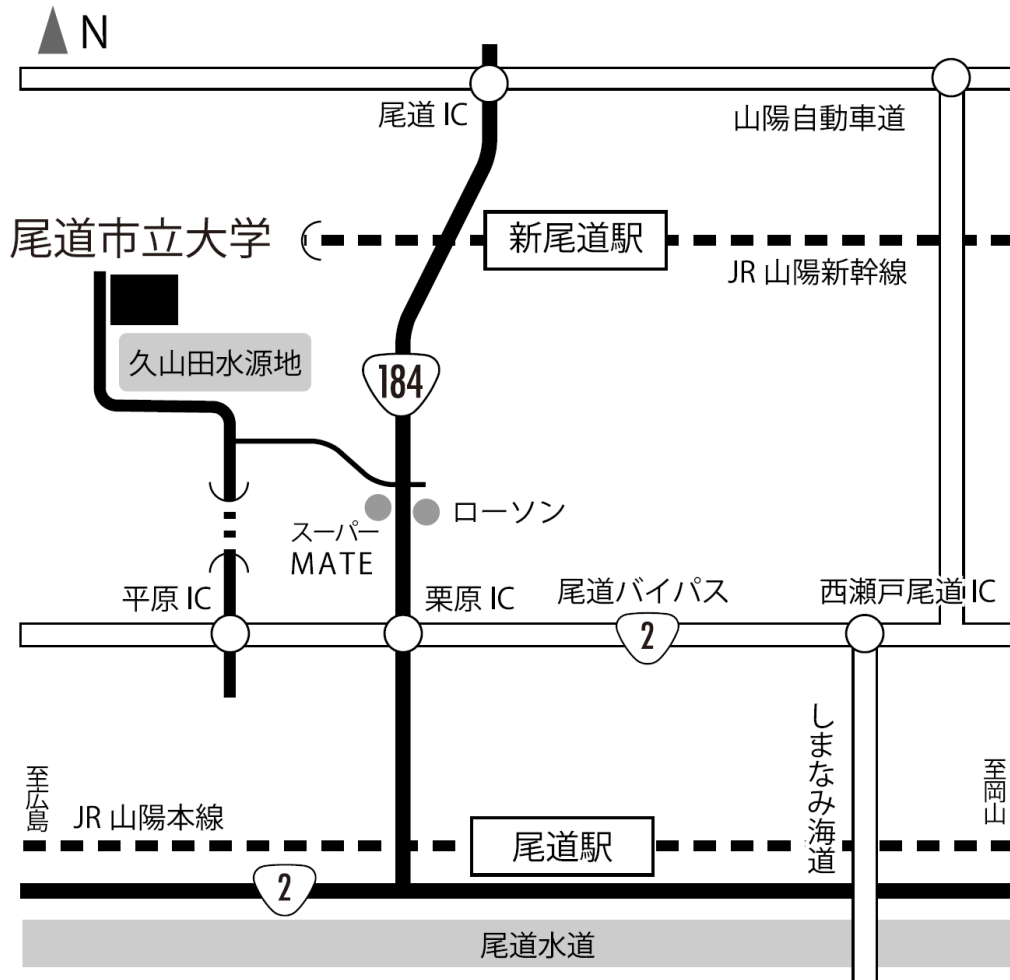 N
尾道 IC
山陽自動車道
尾道市立大学
新尾道駅
JR 山陽新幹線
久山田水源地
184
ローソン
スーパー
MATE
平原 IC
栗原 IC
尾道バイパス
西瀬戸尾道 IC
2
しまなみ海道
至広島
至岡山
JR 山陽本線
尾道駅
2
尾道水道